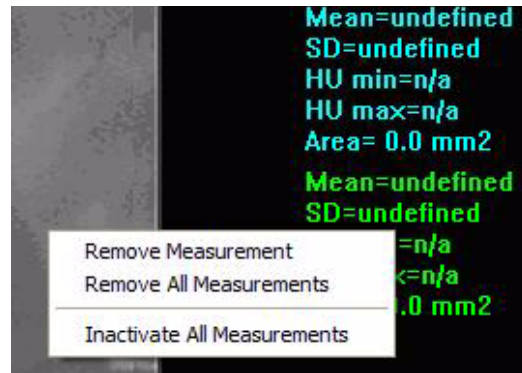 Mean=undefined
SD=undefined
HU min=n/a
HU max=n/a
Area= 0.0 mm2
Mean=undefined
SD=undefined
=n/a
x=n/a
.0 mm2
Remove Measurement
Remove All Measurements
Inactivate All Measurements